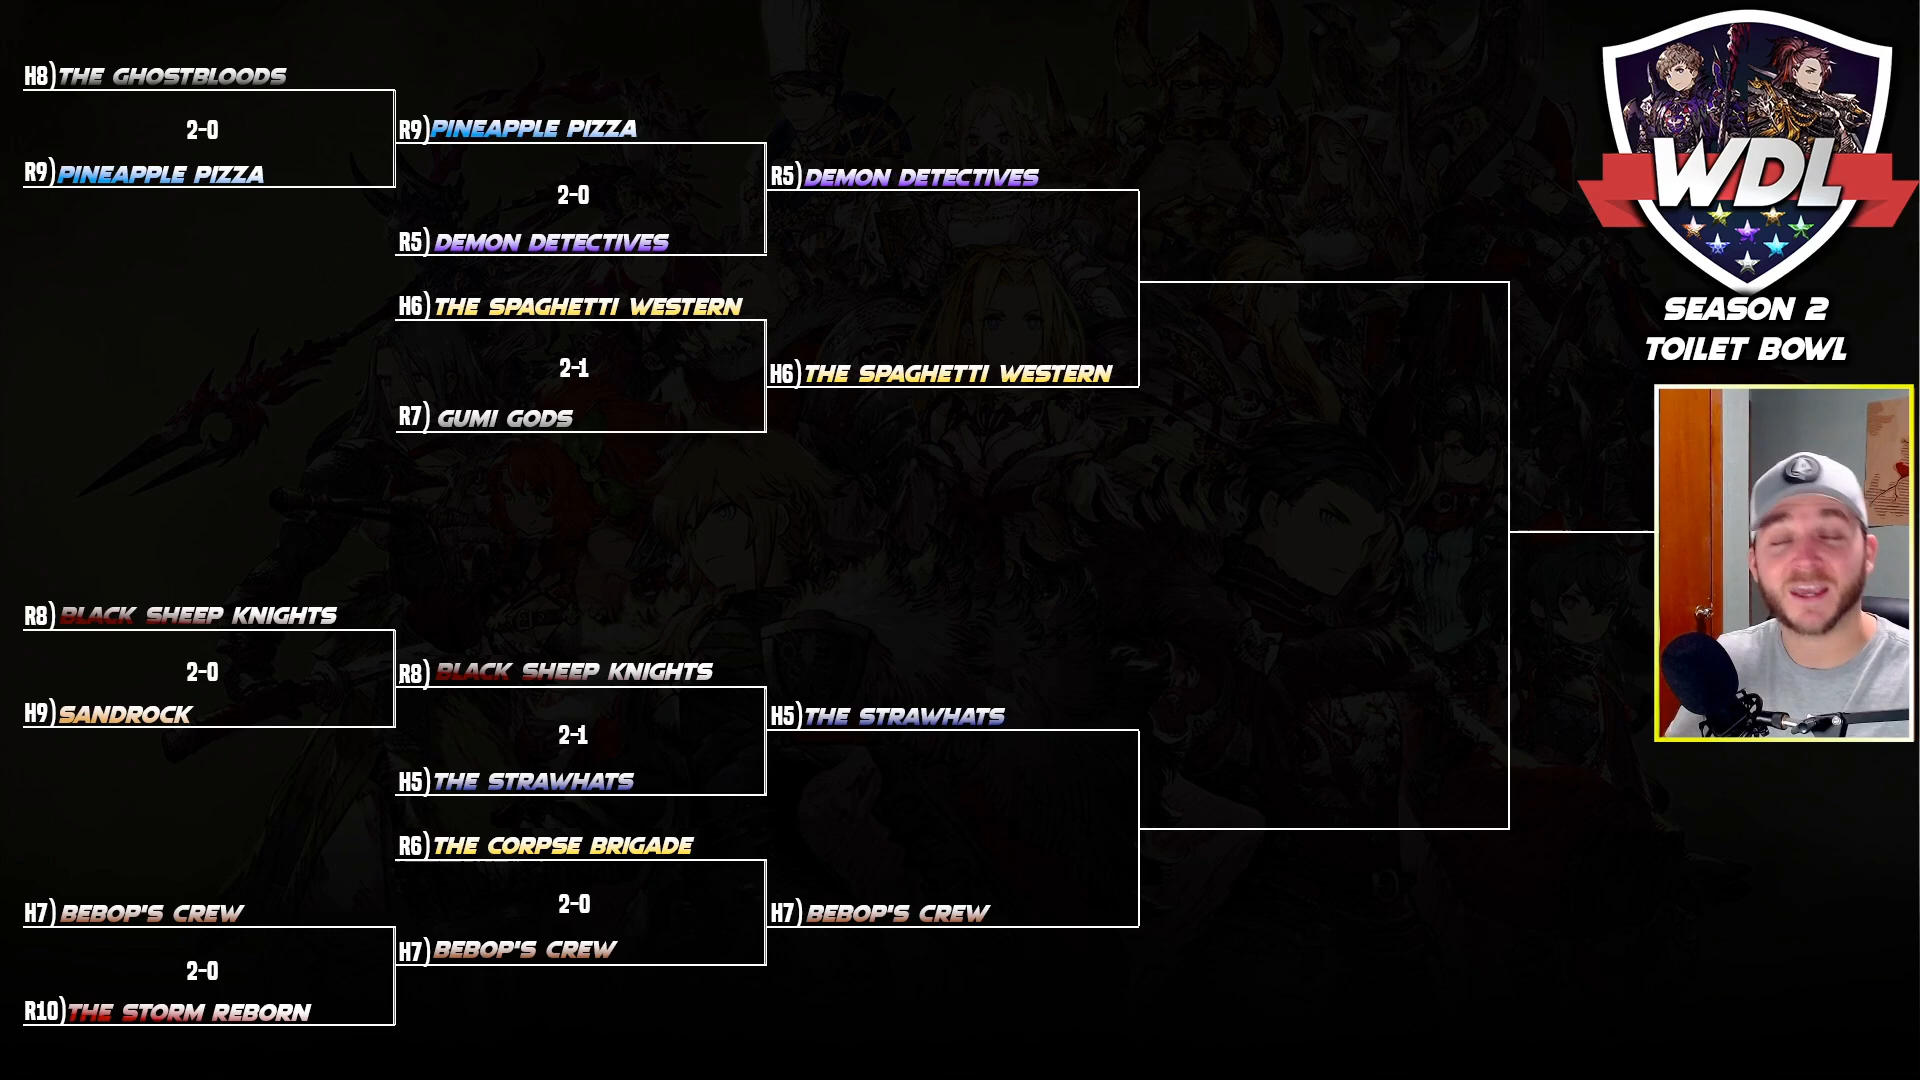 H8) THE GHOSTBLOODS
2-0
R9) PINEAPPLE PIZZA
R9) PINEAPPLE PIZZA
2-0
R5) DEMON DETECTIVES
H6) THE SPAGHETTI WESTERN
2-1
R7) GUMI GODS
R5) DEMON DETECTIVES
H6) THE SPAGHETTI WESTERN
R8) BLACK SHEEP KNIGHTS
2-0
H9) SANDROCK
H7) BEBOP'S CREW
2-0
R10) THE STORM REBORN
R8) BLACK SHEEP KNIGHTS
2-1
H5) THE STRAWHATS
R6) THE CORPSE BRIGADE
2-0
H7) BEBOP'S CREW
H5) THE STRAWHATS
H7) BEBOP'S CREW
WDL
SEASON 2
TOILET BOWL